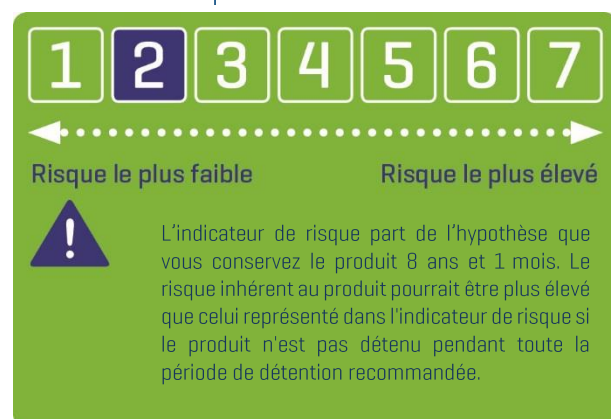 1 2 3 4 5 6 7
Risque le plus faible Risque le plus élevé
!
L'indicateur de risque part de l'hypothèse que
vous conservez le produit 8 ans et 1 mois. Le
risque inhérent au produit pourrait être plus élevé
que celui représenté dans l'indicateur de risque si
le produit n'est pas détenu pendant toute la
période de détention recommandée.